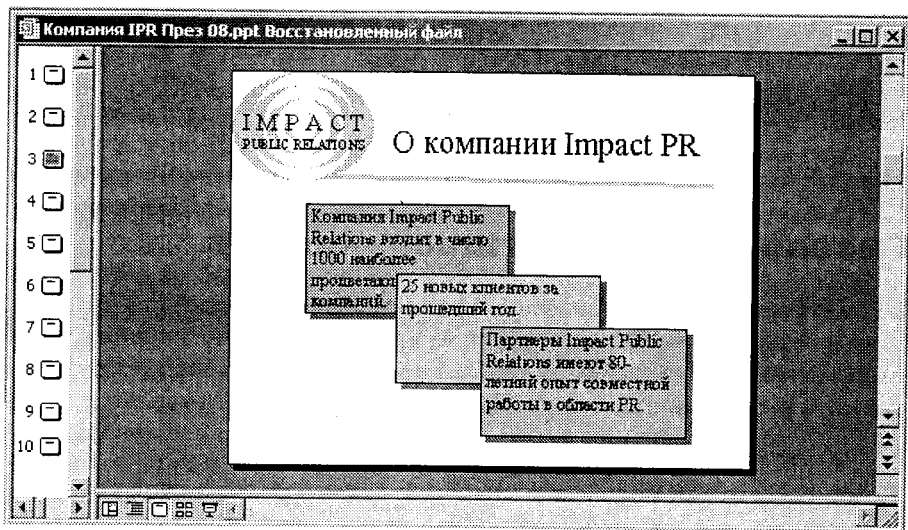 Компания IPR През 08.ppt Восстановленный файл
1
2
3
4
5
6
7
8
9
10
IMPACT
PUBLIC RELATIONS
О компании Impact PR
Компания Impact Public
Relations входит в число
1000 наиболее
компаний.
25 новых клиентов за
прошедший год.
Партнеры Impact Public
Relations имеют 80-
летний опыт совместной
работы в области PR.